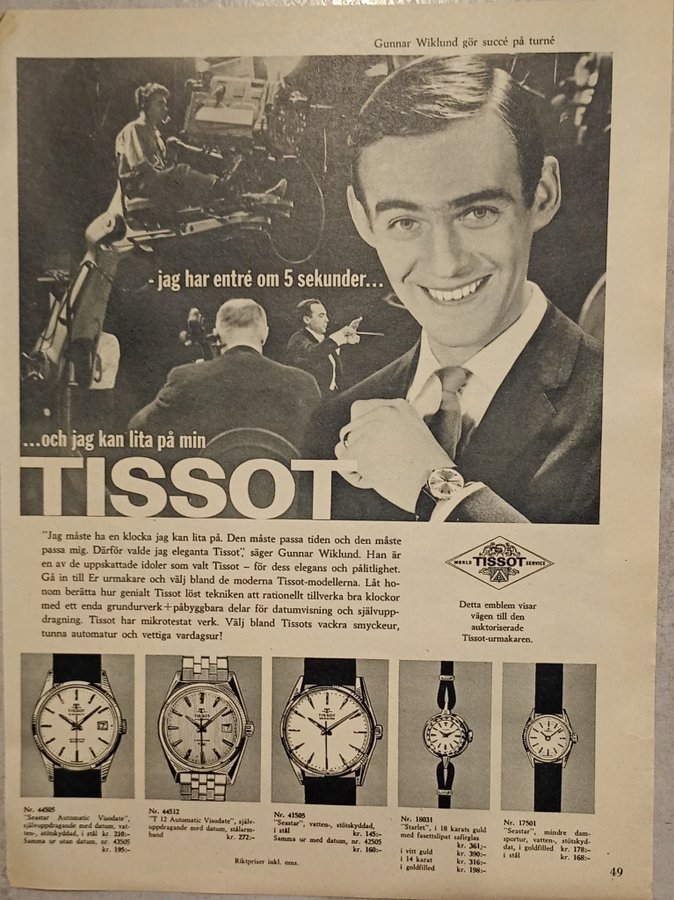 Gunnar Wiklund gör succé på turné
- jag har entré om 5 sekunder...
...och jag kan lita på min
TISSOT
"Jag måste ha en klocka jag kan lita på. Den måste passa tiden och den måste
passa mig. Därför valde jag eleganta Tissot", säger Gunnar Wiklund. Han är
en av de uppskattade idoler som valt Tissot – för dess elegans och pålitlighet.
Gå in till Er urmakare och välj bland de moderna Tissot-modellerna. Låt ho-
nom berätta hur genialt Tissot löst tekniken att rationellt tillverka bra klockor
med ett enda grundurverk+påbyggbara delar för datumvisning och självupp-
dragning. Tissot har mikrotestat verk. Välj bland Tissots vackra smyckeur,
tunna automatur och vettiga vardagsur!
WORLD TISSOT SERVICE
Detta emblem visar
vägen till den
auktoriserade
Tissot-urmakaren.
TISSOT
TISSOT
TISSOT
Nr. 44505
"Seastar Automatic Visodate",
självuppdragande med datum, vat-
ten-, stötskyddad, i stål kr. 210:–
Samma ur utan datum, nr. 43505
kr. 195:–
Nr. 44512
"T 12 Automatic Visodate", själv-
uppdragande med datum, stålarm-
band kr. 272:–
Nr. 41505
"Seastar", vatten-, stötskyddad,
i stål kr. 145:–
Samma med datum, nr. 42505
kr. 160:–
Nr. 18031
"Starlet", i 18 karats guld
med fasettslipat safirglas
kr. 361:–
i vitt guld kr. 390:–
i 14 karat kr. 316:–
i goldfilled kr. 198:–
Nr. 17501
"Seastar", mindre dam-
sportur, vatten-, stötskyd-
dat, i goldfilled kr. 178:–
i stål kr. 168:–
Riktpriser inkl. oms.
49